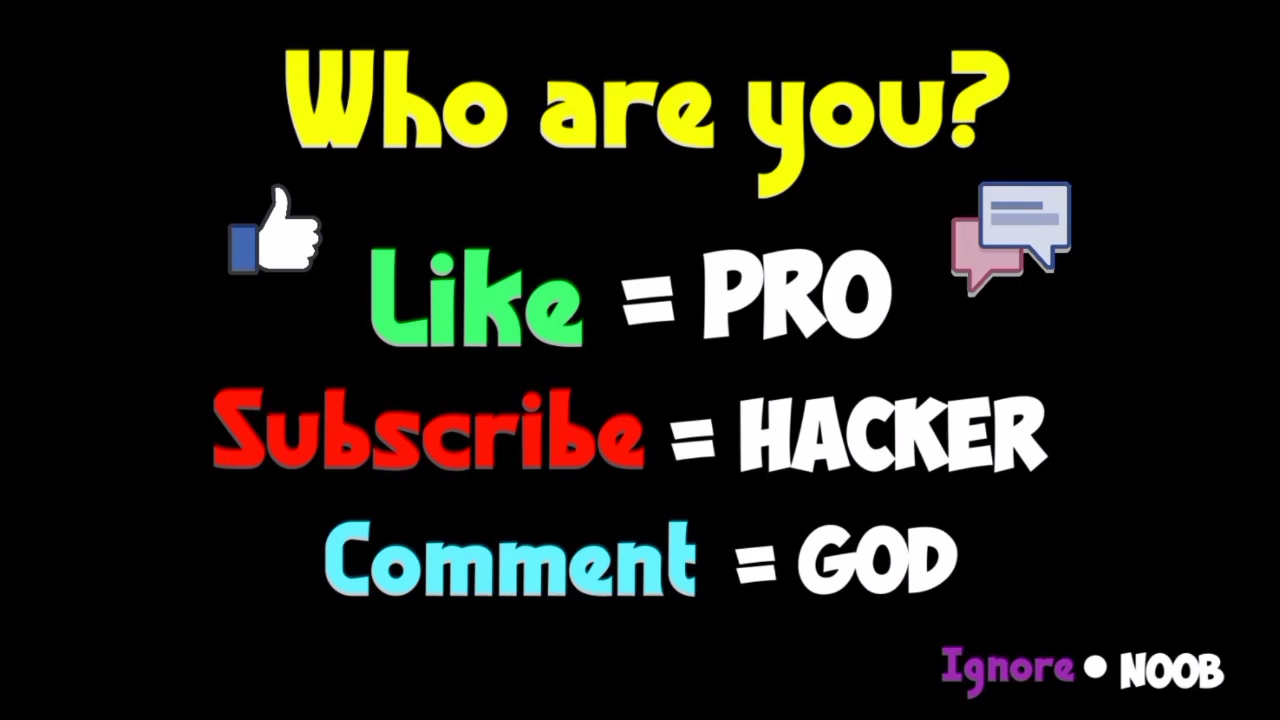 Who are you?
Like = PRO
Subscribe = HACKER
Comment = GOD
Ignore • NOOB